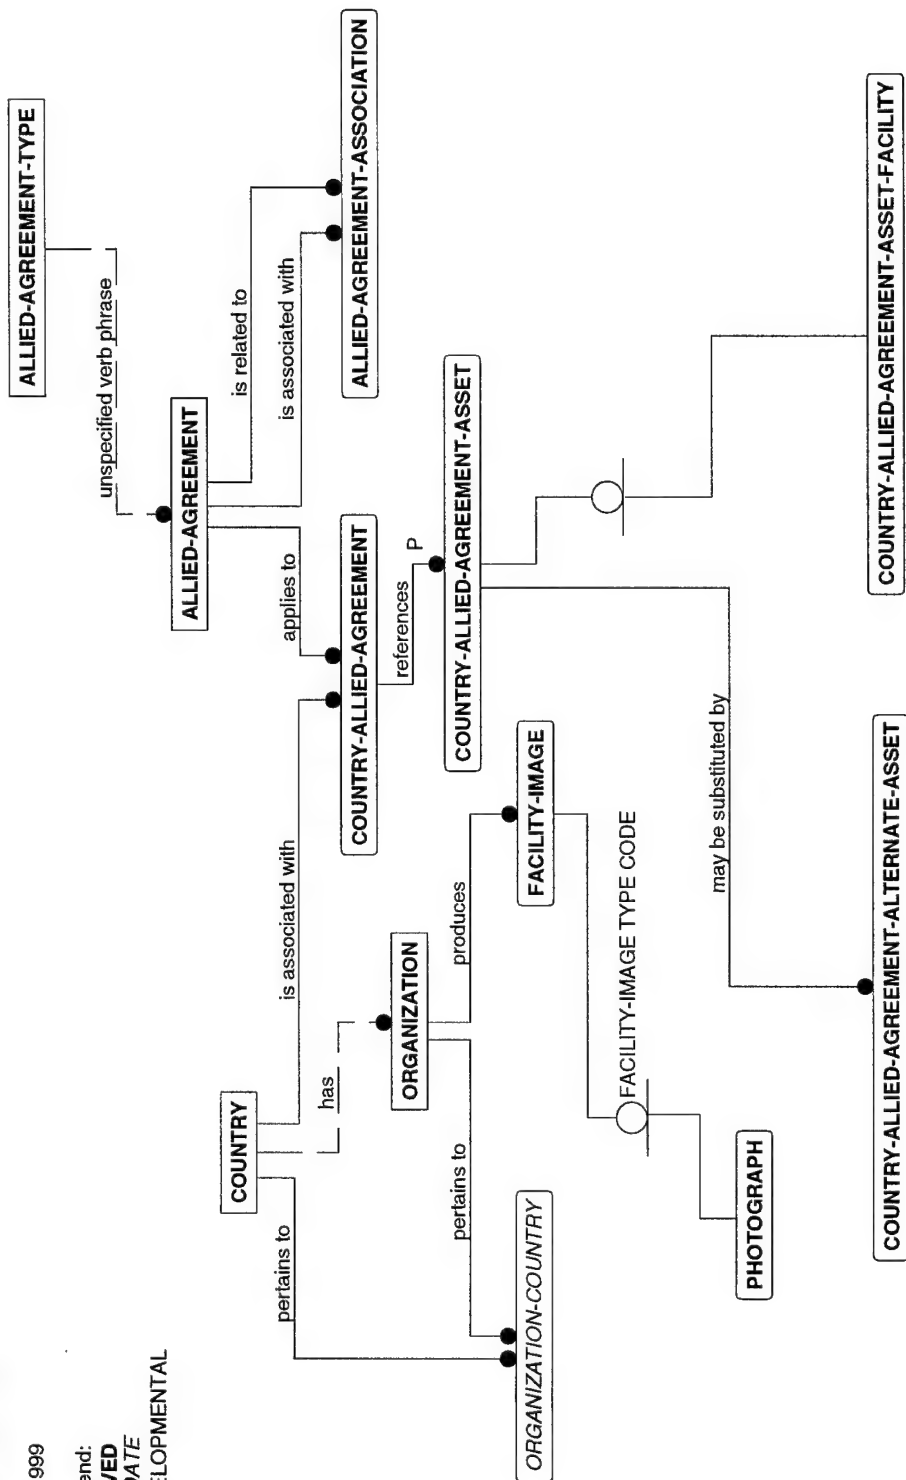 999
end:
VED
DATE
ELOPMENTAL
ALLIED-AGREEMENT-TYPE
unspecified verb phrase
ALLIED-AGREEMENT
is related to
is associated with
ALLIED-AGREEMENT-ASSOCIATION
applies to
COUNTRY
is associated with
has
pertains to
COUNTRY-ALLIED-AGREEMENT
references
P
ORGANIZATION
produces
pertains to
COUNTRY-ALLIED-AGREEMENT-ASSET
FACILITY-IMAGE
ORGANIZATION-COUNTRY
FACILITY-IMAGE TYPE CODE
may be substituted by
PHOTOGRAPH
COUNTRY-ALLIED-AGREEMENT-ALTERNATE-ASSET
COUNTRY-ALLIED-AGREEMENT-ASSET-FACILITY